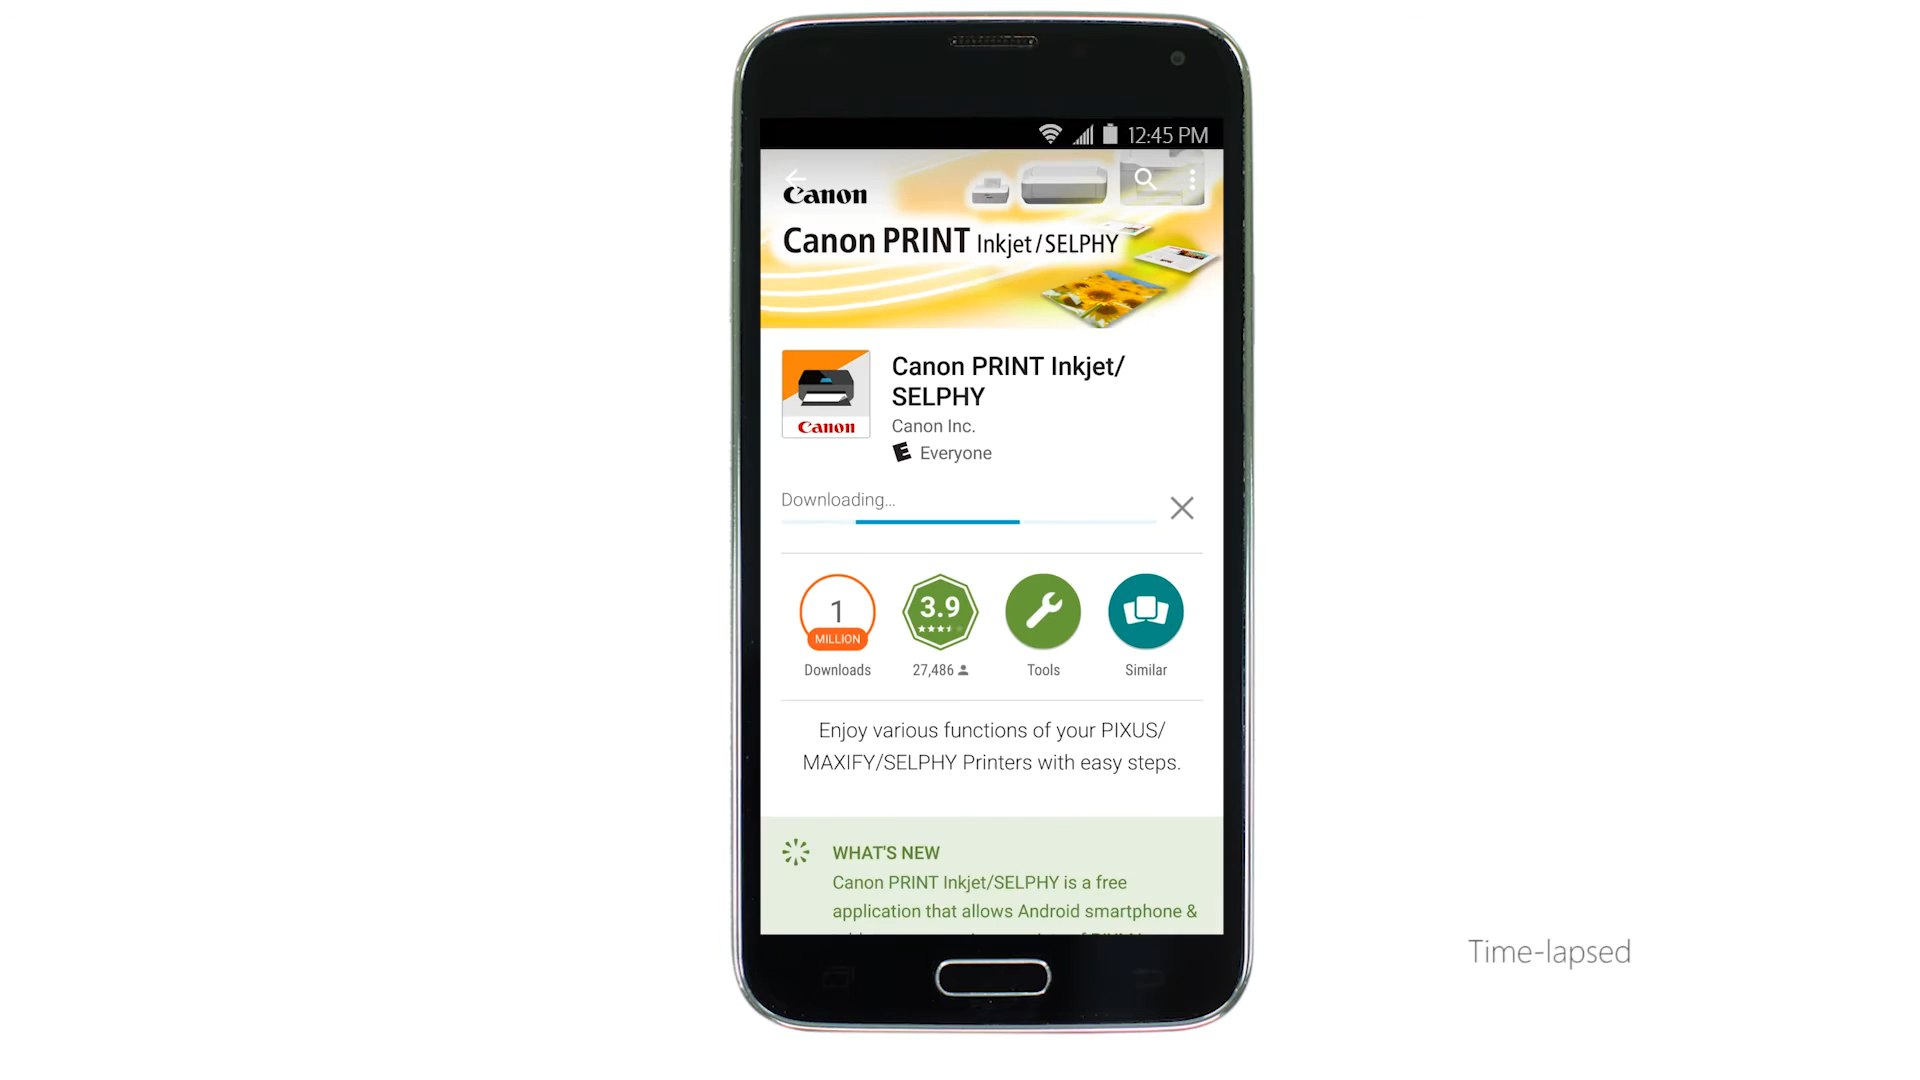 12:45 PM
Canon
Canon PRINT Inkjet/SELPHY
Canon PRINT Inkjet/
SELPHY
Canon
Canon Inc.
E Everyone
Downloading...
1
MILLION
Downloads
3.9
27,486
Tools
Similar
Enjoy various functions of your PIXUS/
MAXIFY/SELPHY Printers with easy steps.
WHAT'S NEW
Canon PRINT Inkjet/SELPHY is a free
application that allows Android smartphone &
Time-lapsed